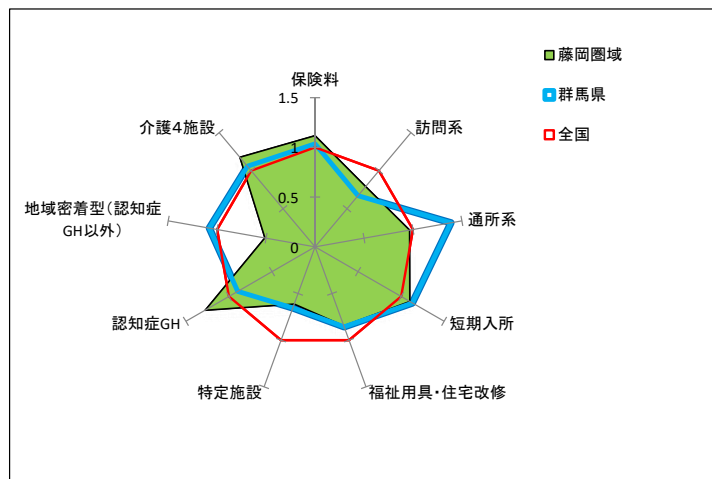 藤岡圏域
群馬県
全国
保険料
1.5
訪問系
介護4施設
1
通所系
地域密着型（認知症
GH以外）
0.5
0
短期入所
認知症GH
特定施設
福祉用具・住宅改修